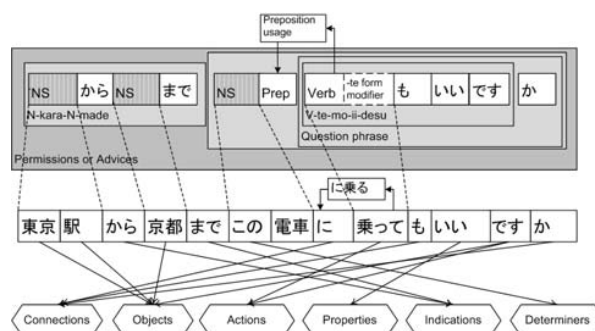 Preposition usage
NS から NS まで NS Prep Verb -te form modifier も いい です か
N-kara-N-made V-te-mo-ii-desu
Question phrase
Permissions or Advices
に乗る
東京 駅 から 京都 まで この 電車 に 乗って も いい です か
Connections Objects Actions Properties Indications Determiners